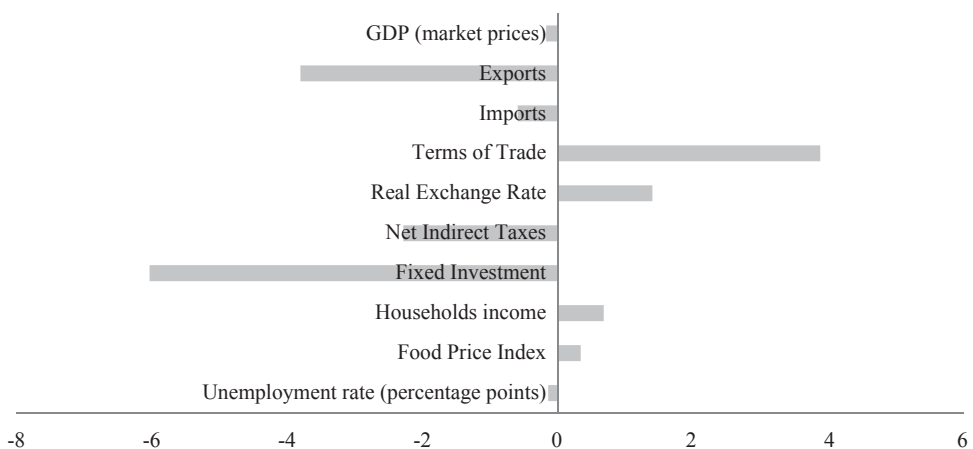 GDP (market prices)
Exports
Imports
Terms of Trade
Real Exchange Rate
Net Indirect Taxes
Fixed Investment
Households income
Food Price Index
Unemployment rate (percentage points)
-8 -6 -4 -2 0 2 4 6